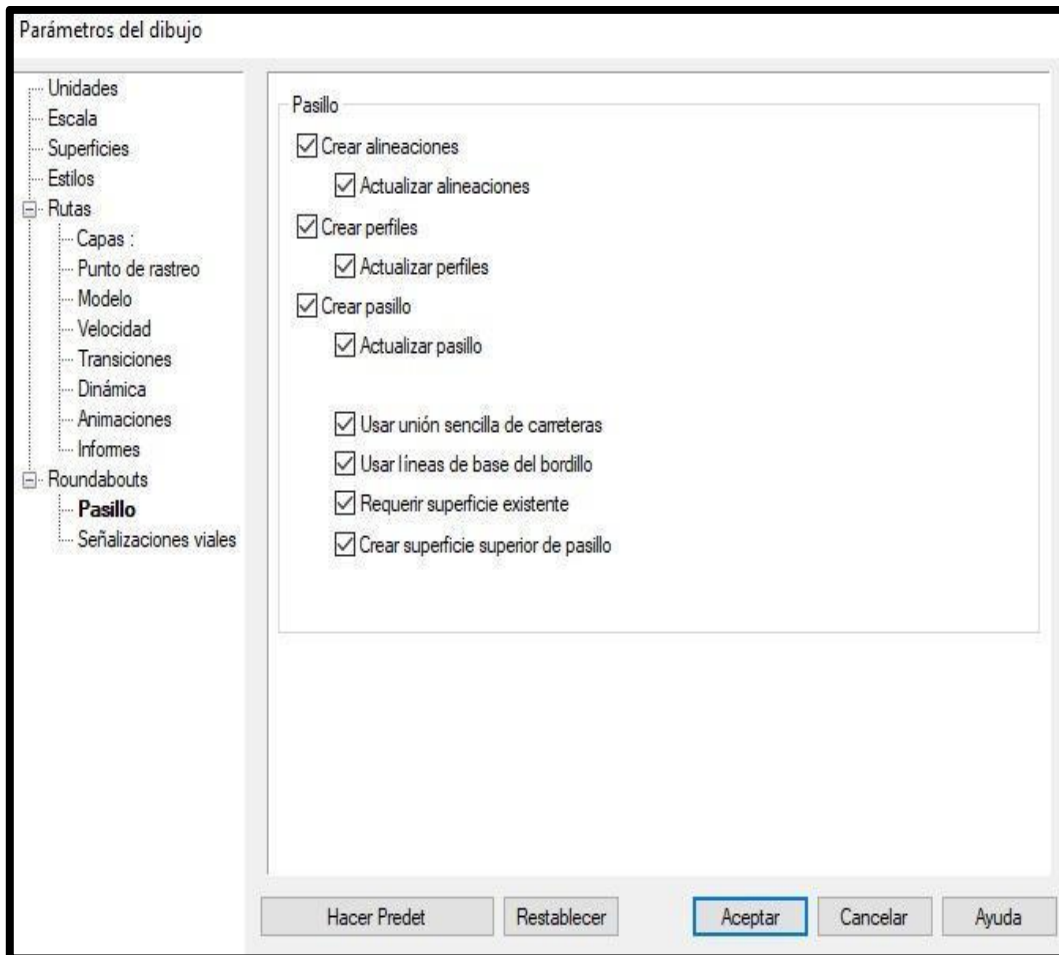 Parámetros del dibujo
Unidades
Escala
Superficies
Estilos
Rutas
Capas :
Punto de rastreo
Modelo
Velocidad
Transiciones
Dinámica
Animaciones
Informes
Roundabouts
Pasillo
Señalizaciones viales
Pasillo
Crear alineaciones
Actualizar alineaciones
Crear perfiles
Actualizar perfiles
Crear pasillo
Actualizar pasillo
Usar unión sencilla de carreteras
Usar líneas de base del bordillo
Requerir superficie existente
Crear superficie superior de pasillo
Hacer Predet
Restablecer
Aceptar
Cancelar
Ayuda